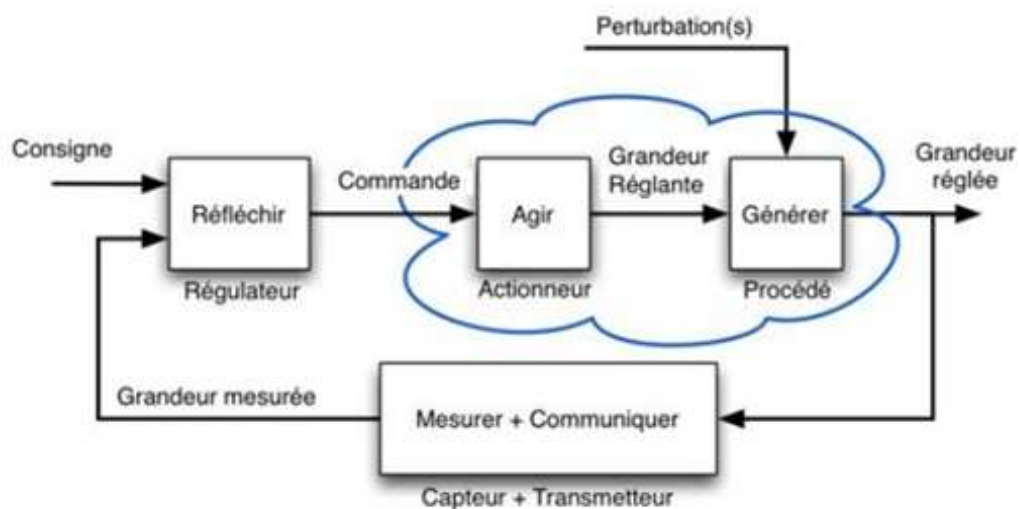 Perturbation(s)
Consigne
Réfléchir
Régulateur
Commande
Agir
Actionneur
Grandeur
Réglante
Générer
Procédé
Grandeur
réglée
Grandeur mesurée
Mesurer + Communiquer
Capteur + Transmetteur